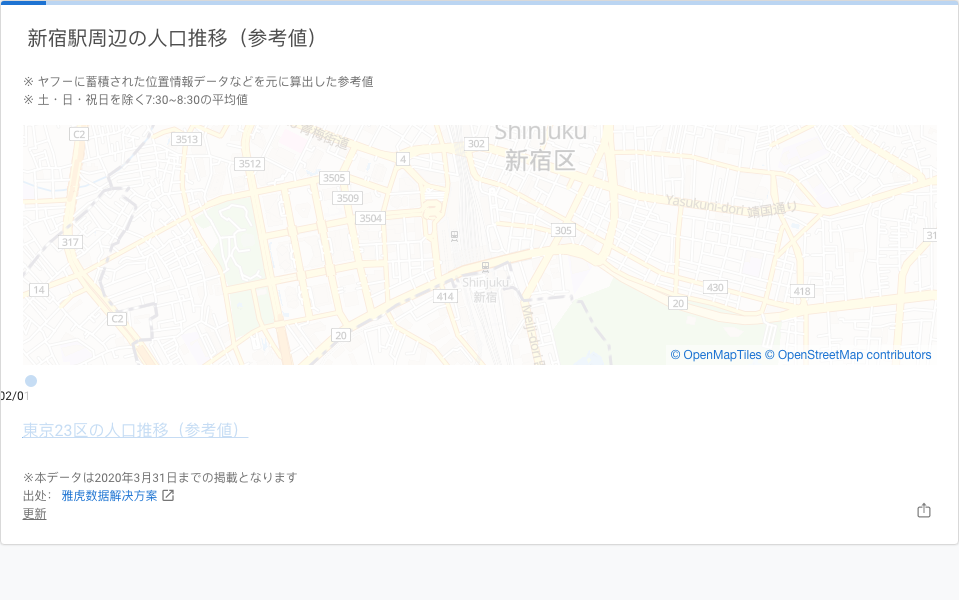 新宿駅周辺の人口推移（参考値）
※ ヤフーに蓄積された位置情報データなどを元に算出した参考値
※ 土・日・祝日を除く7:30~8:30の平均値
C2
3513
青梅街道
302
Shinjuku
新宿区
4
3512
3505
3509
3504
Yasukuni-dori 靖国通り
317
305
31
14
414
Shinjuku
新宿
430
418
20
C2
20
Meiji-dori
© OpenMapTiles © OpenStreetMap contributors
02/01
東京23区の人口推移（参考値）
※本データは2020年3月31日までの掲載となります
出处： 雅虎数据解决方案
更新